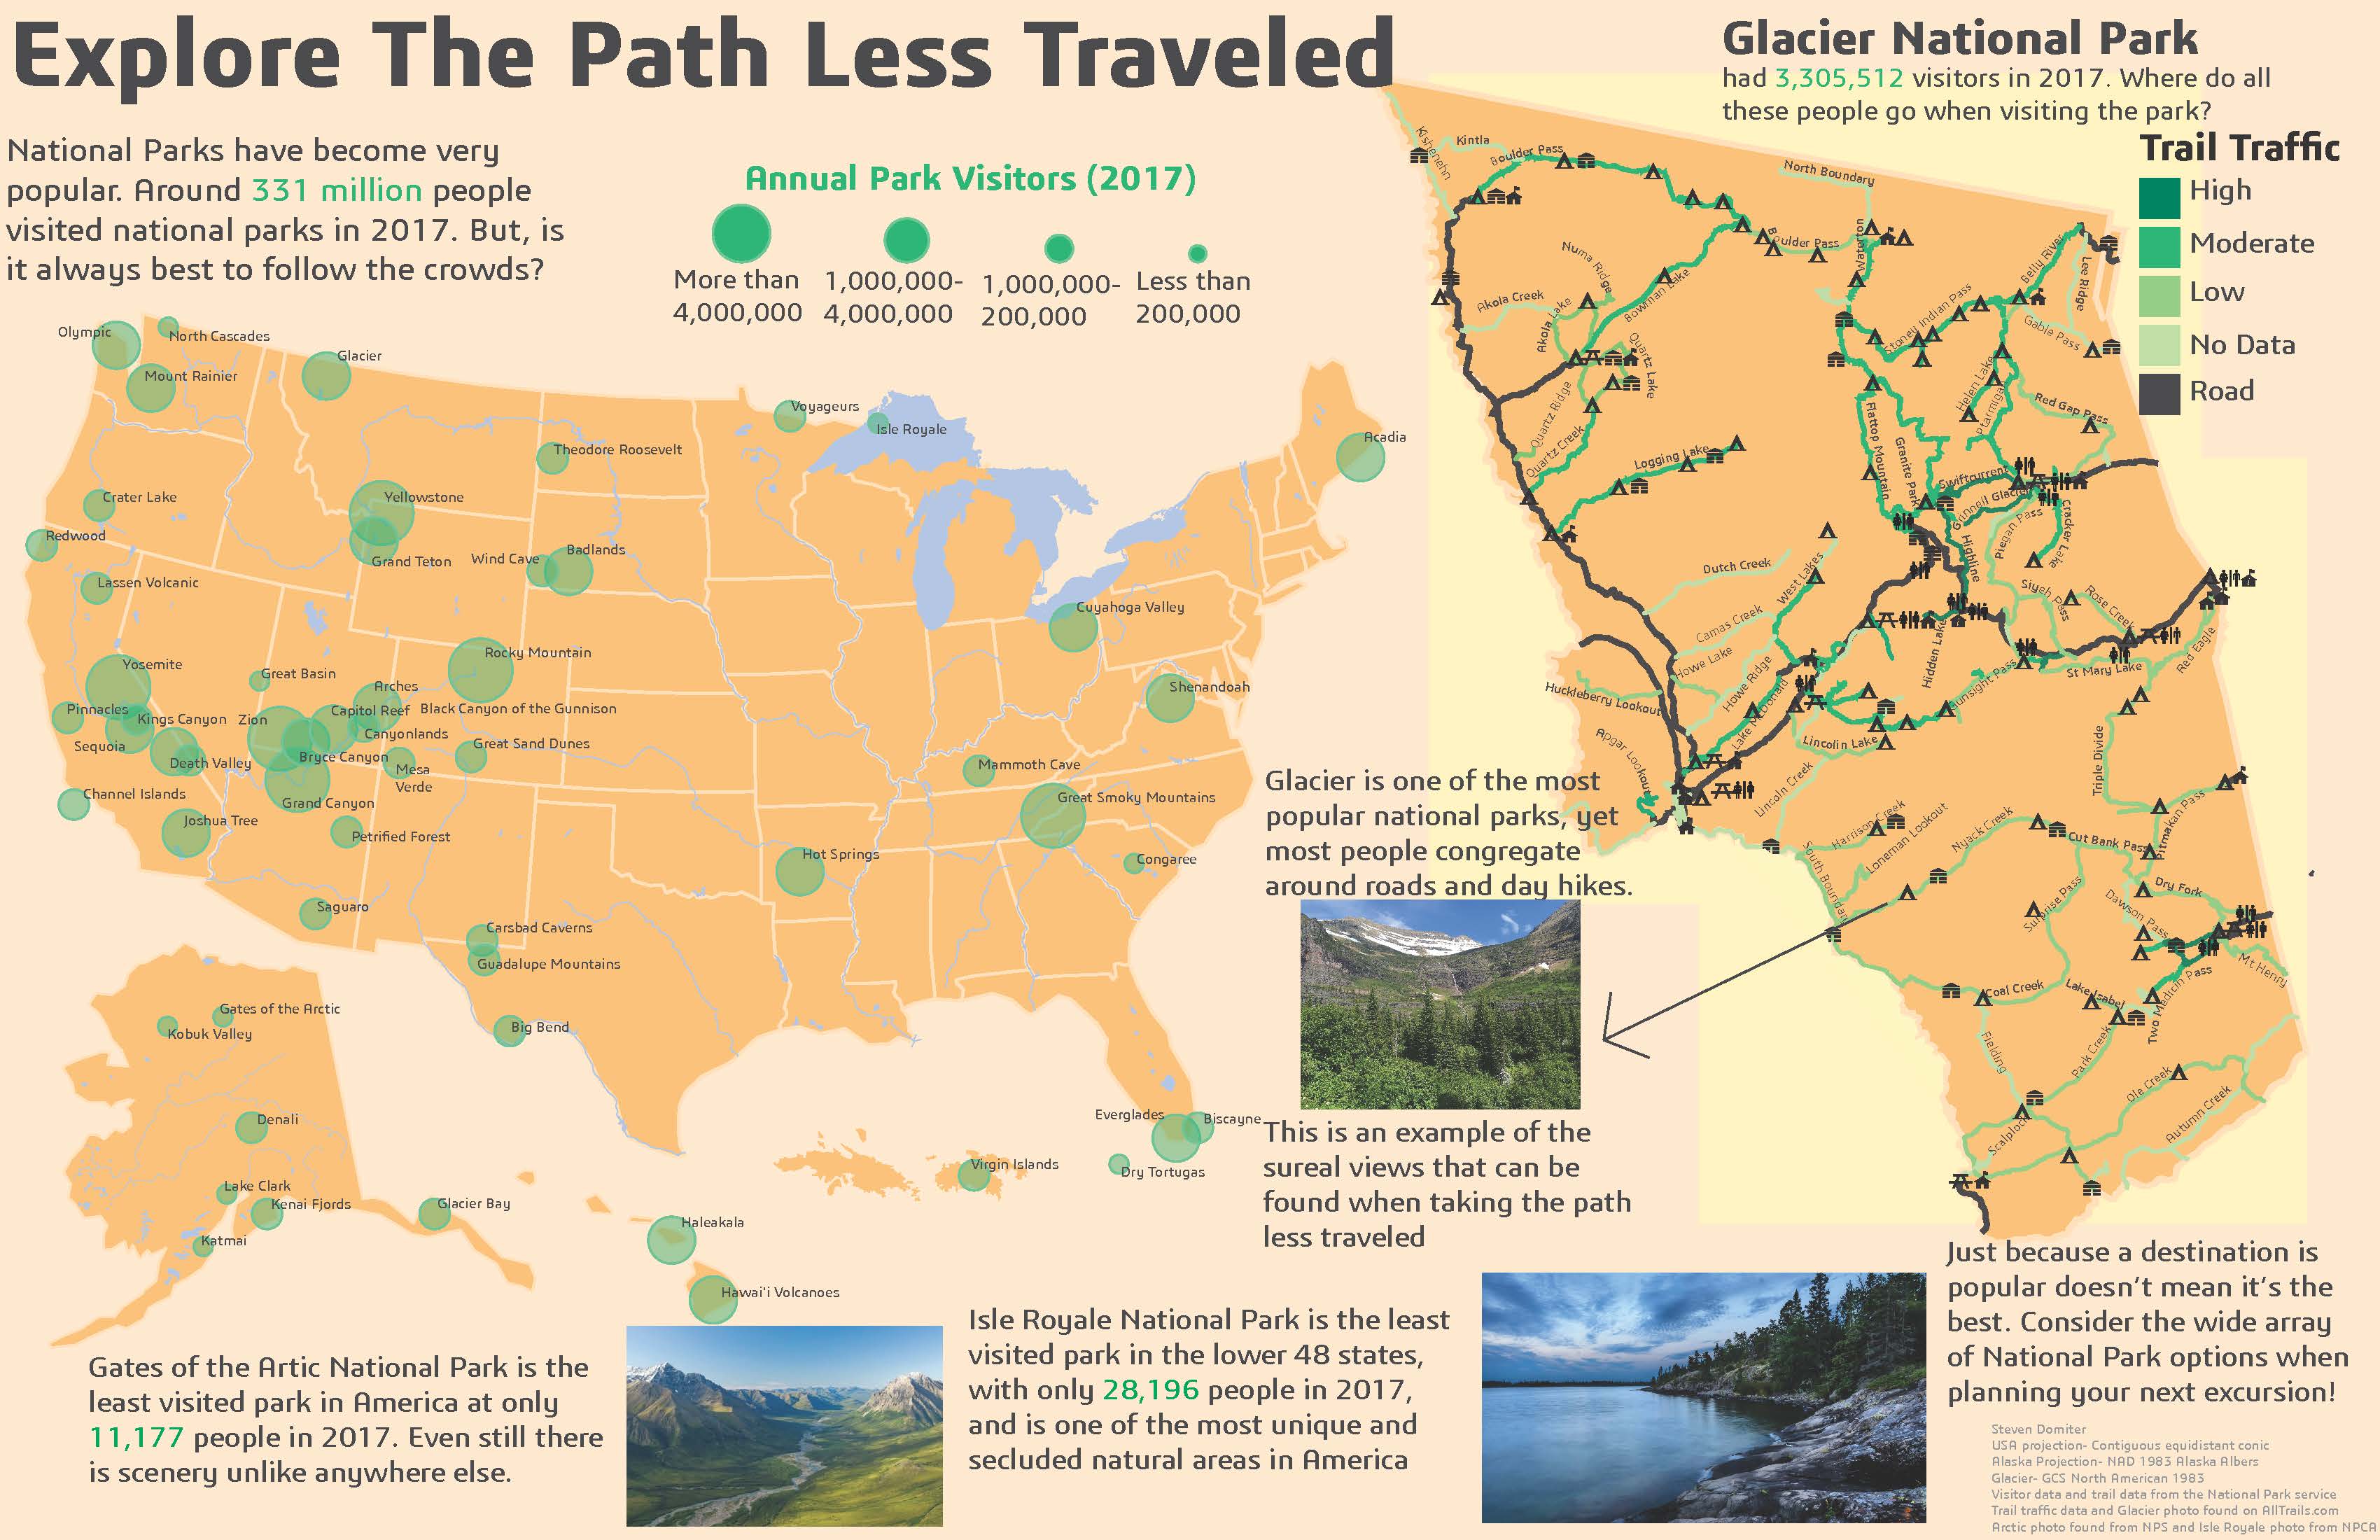 Explore The Path Less Traveled
National Parks have become very
popular. Around 331 million people
visited national parks in 2017. But, is
it always best to follow the crowds?
Annual Park Visitors (2017)
More than
4,000,000
1,000,000-
4,000,000
1,000,000-
200,000
Less than
200,000
Olympic
North Cascades
Mount Rainier
Glacier
Voyageurs
Isle Royale
Acadia
Theodore Roosevelt
Crater Lake
Yellowstone
Redwood
Grand Teton
Wind Cave
Badlands
Lassen Volcanic
Cuyahoga Valley
Yosemite
Great Basin
Rocky Mountain
Arches
Shenandoah
Pinnacles
Kings Canyon
Zion
Capitol Reef
Black Canyon of the Gunnison
Canyonlands
Sequoia
Death Valley
Bryce Canyon
Great Sand Dunes
Mesa
Verde
Mammoth Cave
Channel Islands
Grand Canyon
Great Smoky Mountains
Joshua Tree
Petrified Forest
Hot Springs
Congaree
Saguaro
Carsbad Caverns
Guadalupe Mountains
Gates of the Arctic
Kobuk Valley
Big Bend
Denali
Everglades
Biscayne
Virgin Islands
Dry Tortugas
Lake Clark
Kenai Fjords
Glacier Bay
Katmai
Haleakala
Hawai'i Volcanoes
Gates of the Artic National Park is the
least visited park in America at only
11,177 people in 2017. Even still there
is scenery unlike anywhere else.
Isle Royale National Park is the least
visited park in the lower 48 states,
with only 28,196 people in 2017,
and is one of the most unique and
secluded natural areas in America
Glacier National Park
had 3,305,512 visitors in 2017. Where do all
these people go when visiting the park?
Trail Traffic
High
Moderate
Low
No Data
Road
Kishenehn
Kintla
Boulder Pass
North Boundary
Boulder Pass
Waterton
Belly River
Lee Ridge
Numa Ridge
Akola Creek
Akola Lake
Bowman Lake
Quartz Lake
Stoney Indian Pass
Gable Pass
Helen Lake
Ptarmigan
Red Gap Pass
Quartz Ridge
Quartz Creek
Logging Lake
Flattop Mountain
Granite Park
Swiftcurrent
Grinnell Glacier
Piegan Pass
Cracker Lake
Highline
Dutch Creek
West Lakes
Camas Creek
Siyeh Pass
Rose Creek
Howe Lake
Howe Ridge
Hidden Lake
Gunsight Pass
St Mary Lake
Red Eagle
Huckleberry Lookout
Lake McDonald
Lincolin Lake
Apgar Lookout
Lincoln Creek
Triple Divide
Harrison Creek
Loneman Lookout
Nyack Creek
South Boundary
Cut Bank Pass
Pitmakan Pass
Dry Fork
Surprise Pass
Dawson Pass
Mt Henry
Coal Creek
Lake Isabel
Two Medicin Pass
Fielding
Park Creek
Ole Creek
Autumn Creek
Scalplock
Glacier is one of the most
popular national parks, yet
most people congregate
around roads and day hikes.
This is an example of the
sureal views that can be
found when taking the path
less traveled
Just because a destination is
popular doesn't mean it's the
best. Consider the wide array
of National Park options when
planning your next excursion!
Steven Domiter
USA projection- Contiguous equidistant conic
Alaska Projection- NAD 1983 Alaska Albers
Glacier- GCS North American 1983
Visitor data and trail data from the National Park service
Trail traffic data and Glacier photo found on AllTrails.com
Arctic photo found from NPS and Isle Royale photo from NPCA